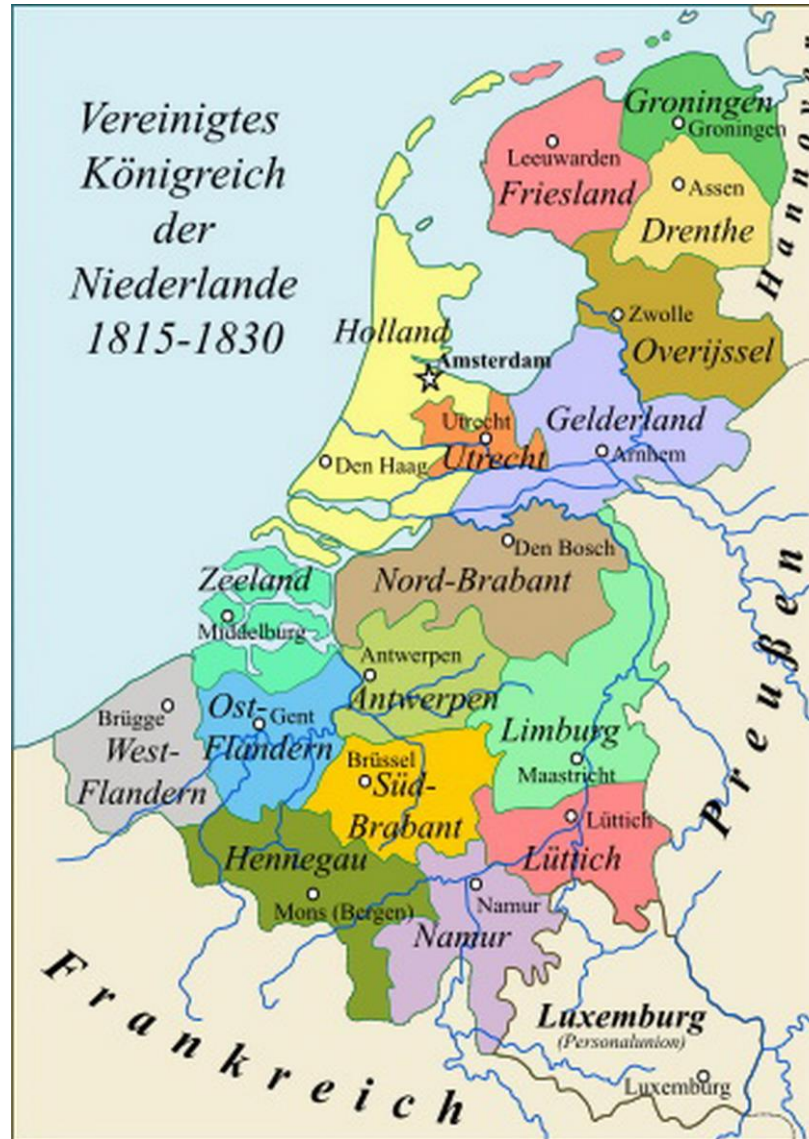 Vereinigtes
Königreich
der
Niederlande
1815-1830
Groningen
Groningen
Leeuwarden
Friesland
Assen
Drenthe
Hannover
Zwolle
Overijssel
Holland
Amsterdam
Gelderland
Utrecht
Utrecht
Arnhem
Den Haag
Den Bosch
Nord-Brabant
Zeeland
Middelburg
Preußen
Antwerpen
Antwerpen
Brügge
West-
Flandern
Ost-
Gent
Flandern
Limburg
Maastricht
Brüssel
Süd-
Brabant
Lüttich
Lüttich
Hennegau
Mons (Bergen)
Namur
Namur
Frankreich
Luxemburg
(Personalunion)
Luxemburg